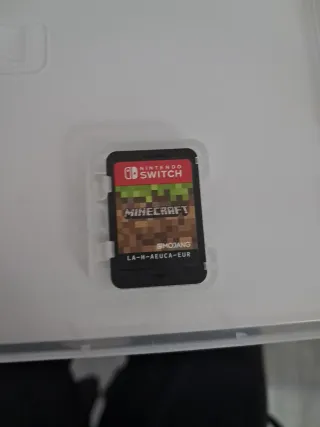 NINTENDO
SWITCH
MINECRAFT
MOJANG
LA-H-AEUCA-EUR